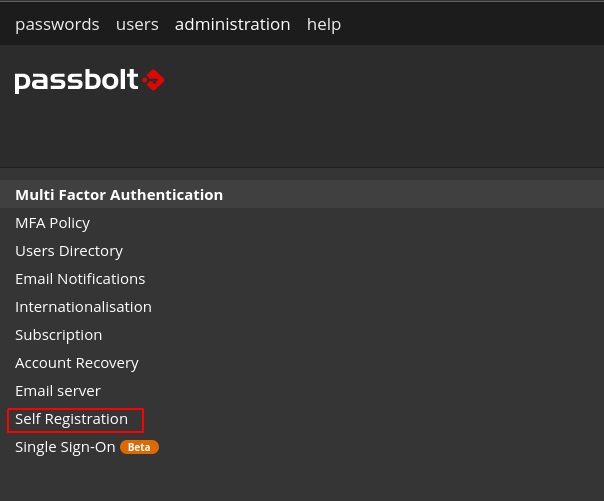 passwords users administration help
passbolt
Multi Factor Authentication
MFA Policy
Users Directory
Email Notifications
Internationalisation
Subscription
Account Recovery
Email server
Self Registration
Single Sign-On Beta